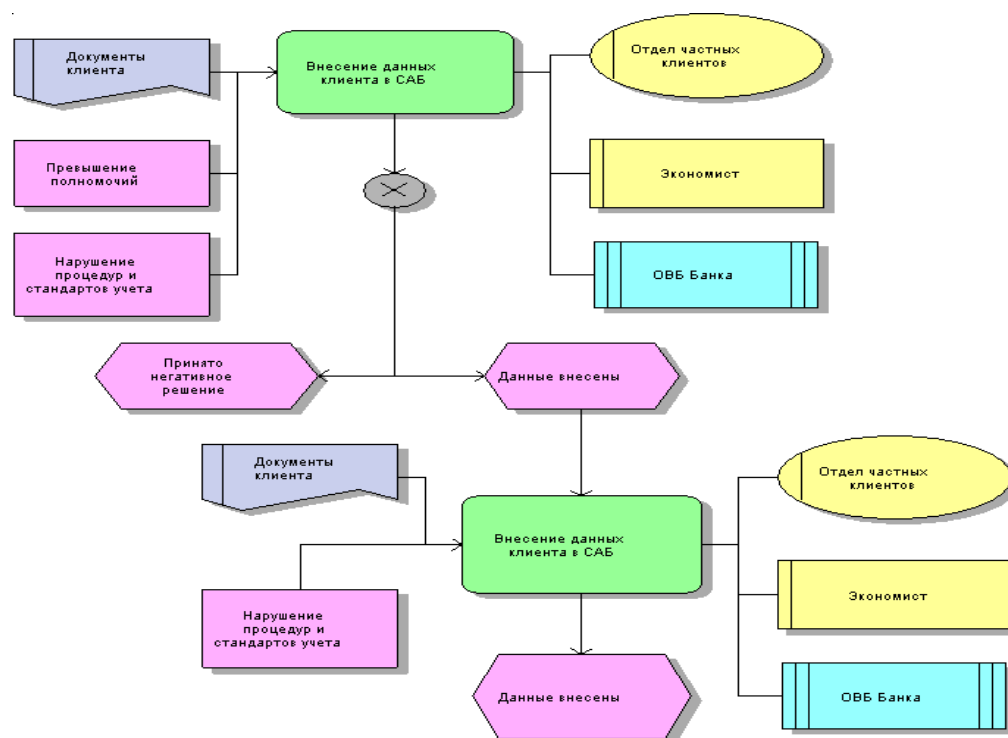 Документы
клиента
Внесение данных
клиента в САБ
Отдел частных
клиентов
Превышение
полномочий
Экономист
Нарушение
процедур и
стандартов учета
ОВБ Банка
Принято
негативное
решение
Данные внесены
Документы
клиента
Отдел частных
клиентов
Внесение данных
клиента в САБ
Экономист
Нарушение
процедур и
стандартов учета
Данные внесены
ОВБ Банка